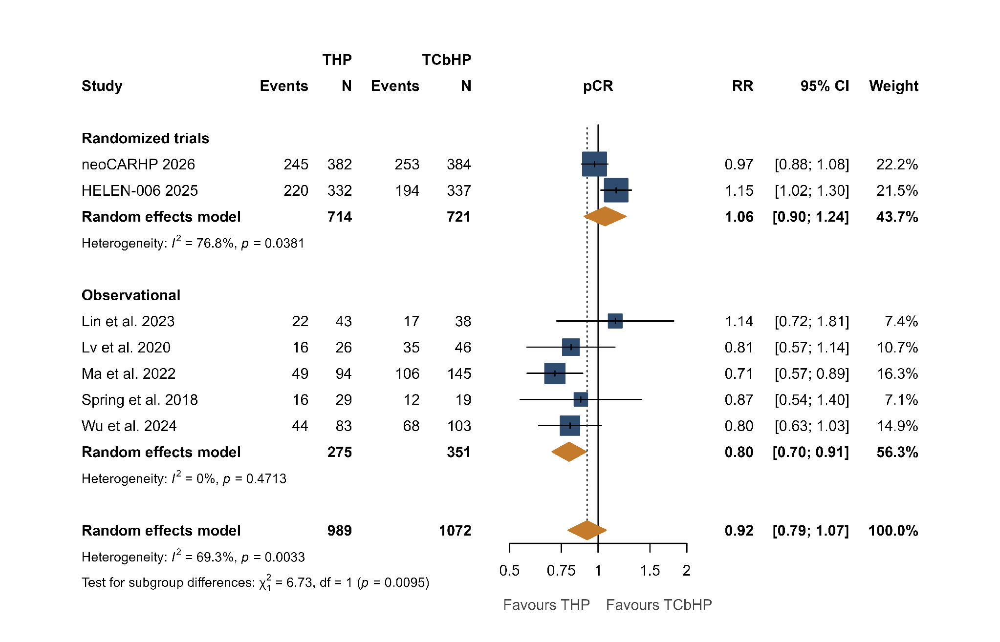 THP TCbHP
Study Events N Events N pCR RR 95% CI Weight
Randomized trials
neoCARHP 2026 245 382 253 384 0.97 [0.88; 1.08] 22.2%
HELEN-006 2025 220 332 194 337 1.15 [1.02; 1.30] 21.5%
Random effects model 714 721 1.06 [0.90; 1.24] 43.7%
Heterogeneity: I² = 76.8%, p = 0.0381
Observational
Lin et al. 2023 22 43 17 38 1.14 [0.72; 1.81] 7.4%
Lv et al. 2020 16 26 35 46 0.81 [0.57; 1.14] 10.7%
Ma et al. 2022 49 94 106 145 0.71 [0.57; 0.89] 16.3%
Spring et al. 2018 16 29 12 19 0.87 [0.54; 1.40] 7.1%
Wu et al. 2024 44 83 68 103 0.80 [0.63; 1.03] 14.9%
Random effects model 275 351 0.80 [0.70; 0.91] 56.3%
Heterogeneity: I² = 0%, p = 0.4713
Random effects model 989 1072 0.92 [0.79; 1.07] 100.0%
Heterogeneity: I² = 69.3%, p = 0.0033
0.5 0.75 1 1.5 2
Test for subgroup differences: χ²₁ = 6.73, df = 1 (p = 0.0095)
Favours THP Favours TCbHP